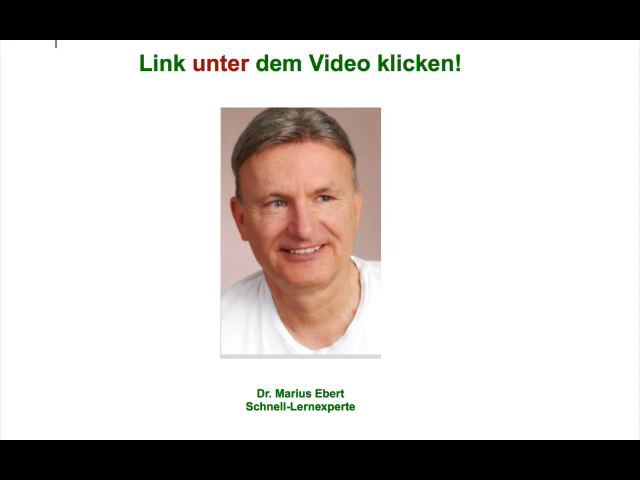 Link unter dem Video klicken!
Dr. Marius Ebert
Schnell-Lernexperte